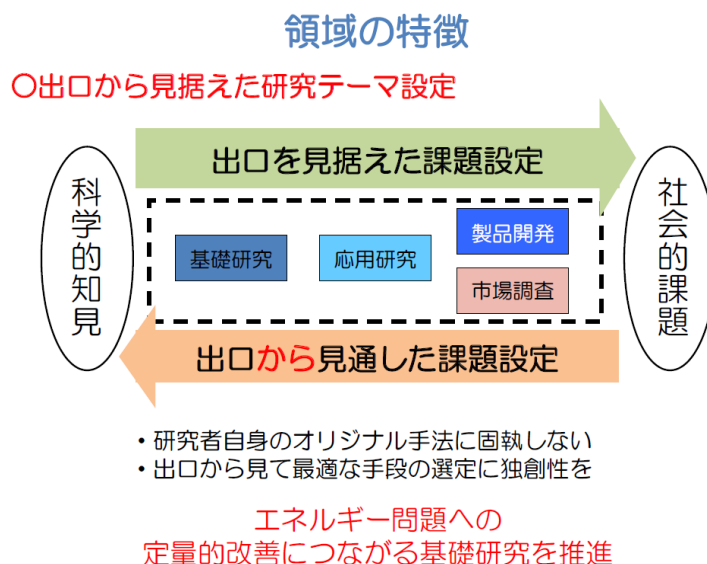 領域の特徴
〇出口から見据えた研究テーマ設定
出口を見据えた課題設定
科学的知見
社会的課題
基礎研究
応用研究
製品開発
市場調査
出口から見通した課題設定
・研究者自身のオリジナル手法に固執しない
・出口から見て最適な手段の選定に独創性を
エネルギー問題への
定量的改善につながる基礎研究を推進